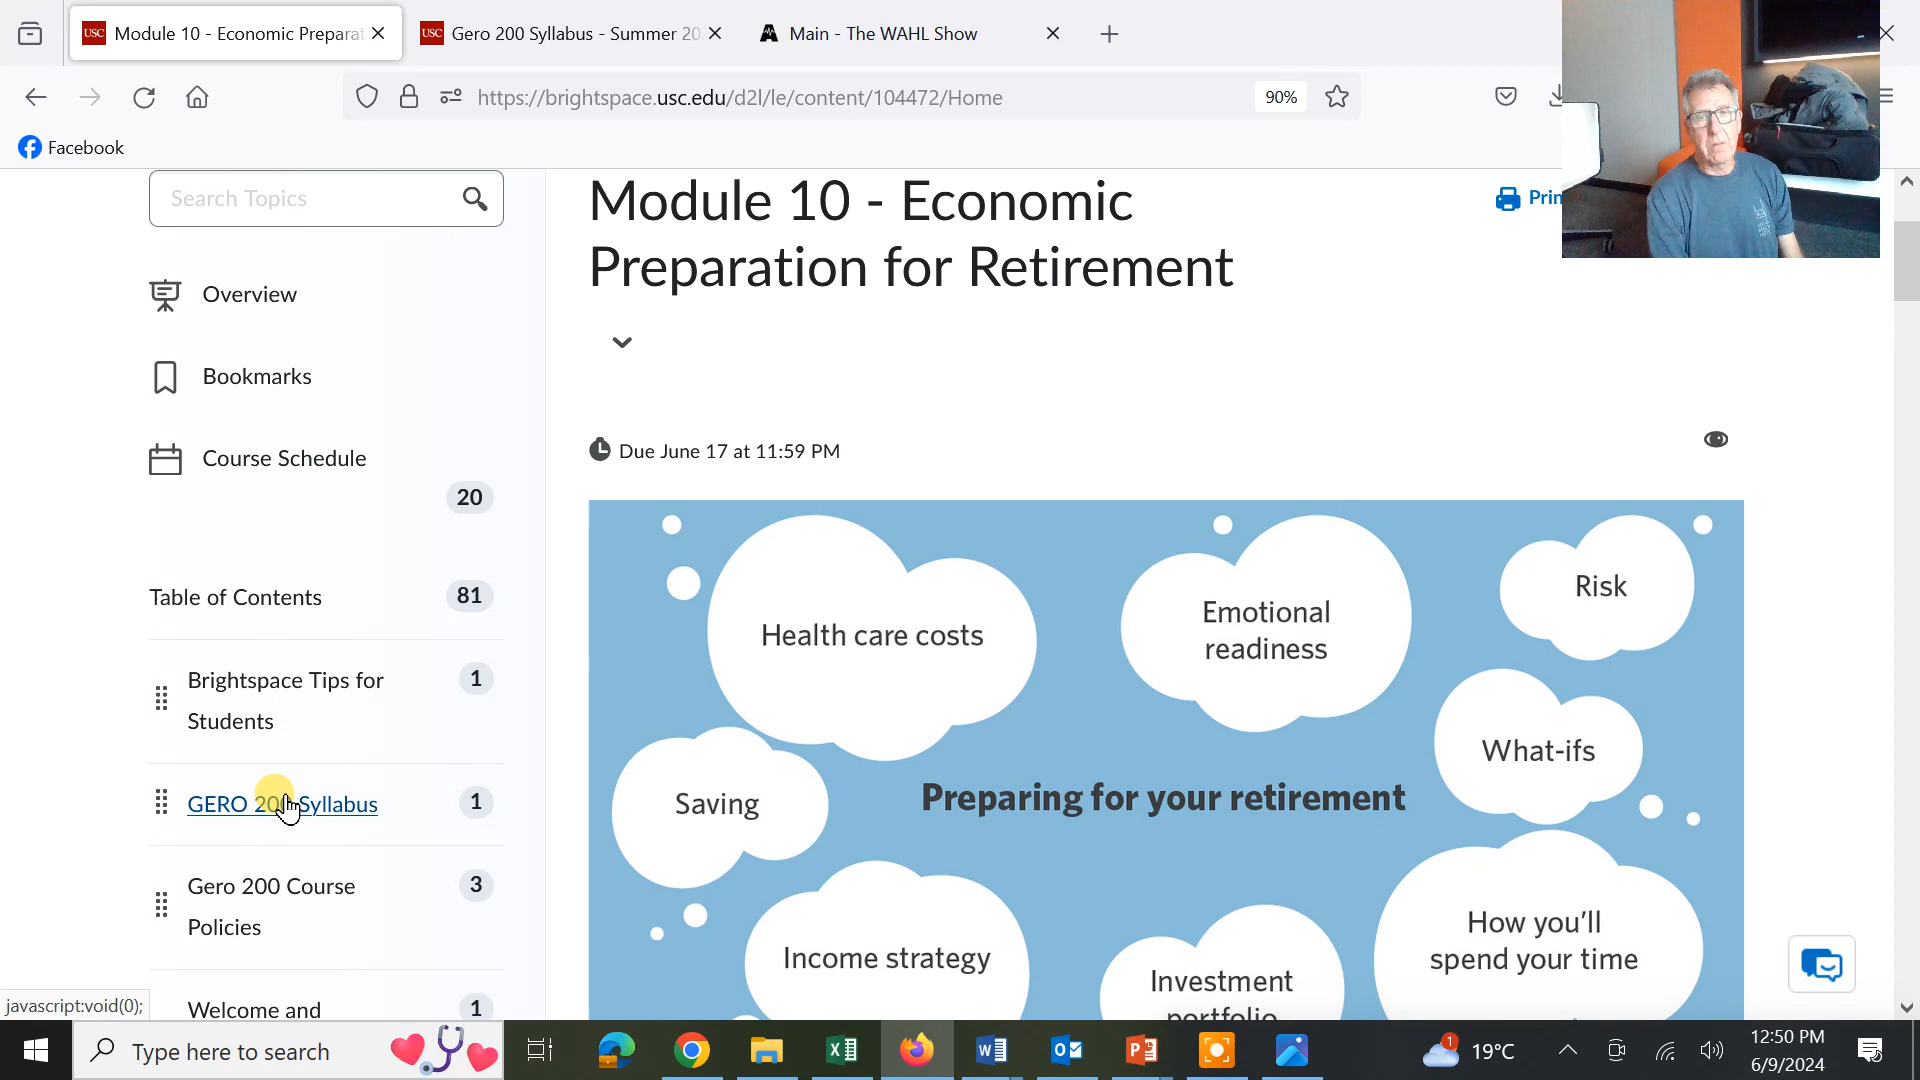 USC Module 10 - Economic Preparat
USC Gero 200 Syllabus - Summer 20
Main - The WAHL Show
https://brightspace.usc.edu/d2l/le/content/104472/Home
90%
Facebook
Search Topics
Overview
Bookmarks
Course Schedule
20
Table of Contents
81
Brightspace Tips for
Students
1
GERO 200 Syllabus
1
Gero 200 Course
Policies
3
Welcome and
1
javascript:void(0);
Module 10 - Economic
Preparation for Retirement
Prin
Due June 17 at 11:59 PM
Health care costs
Emotional
readiness
Risk
What-ifs
Saving
Preparing for your retirement
Income strategy
Investment
portfolio
How you'll
spend your time
Type here to search
1
19°C
12:50 PM
6/9/2024